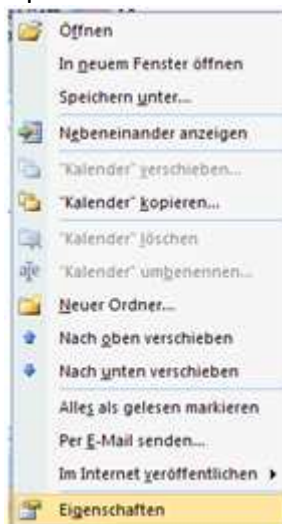 Öffnen
In neuem Fenster öffnen
Speichern unter...
Nebeneinander anzeigen
"Kalender" verschieben...
"Kalender" kopieren...
"Kalender" löschen
"Kalender" umbenennen...
Neuer Ordner...
Nach oben verschieben
Nach unten verschieben
Alles als gelesen markieren
Per E-Mail senden...
Im Internet veröffentlichen
Eigenschaften